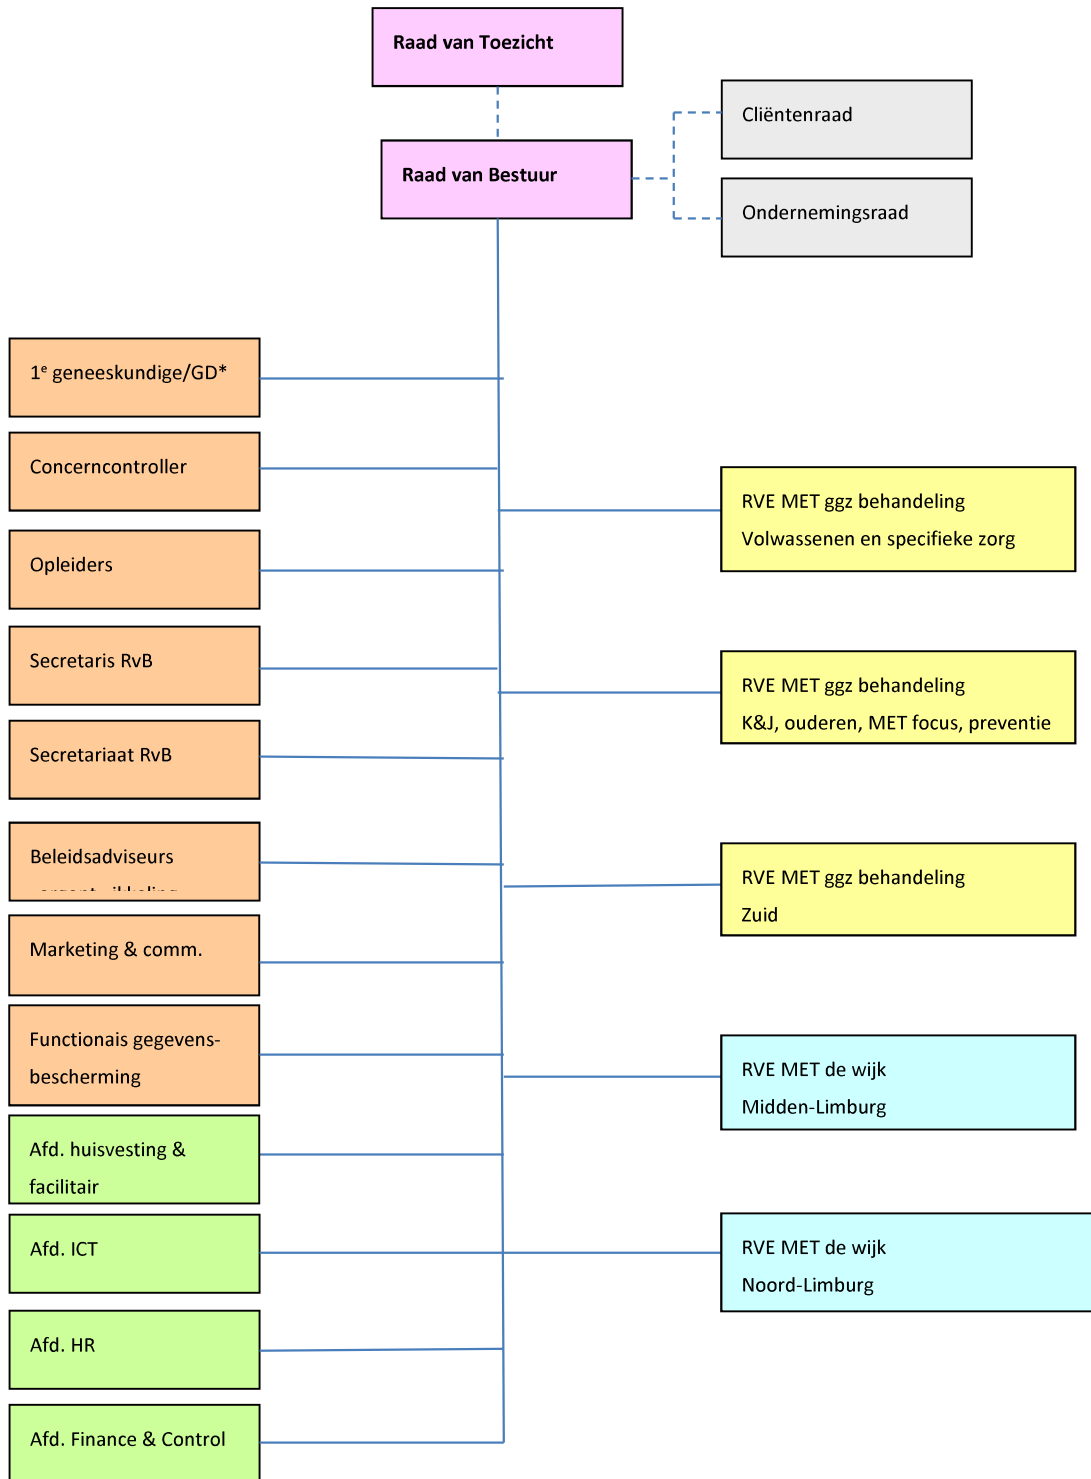 Raad van Toezicht
Raad van Bestuur
Cliëntenraad
Ondernemingsraad
1e geneeskundige/GD*
Concerncontroller
Opleiders
Secretaris RvB
Secretariaat RvB
Beleidsadviseurs
Marketing & comm.
Functionais gegevens-
bescherming
Afd. huisvesting &
facilitair
Afd. ICT
Afd. HR
Afd. Finance & Control
RVE MET ggz behandeling
Volwassenen en specifieke zorg
RVE MET ggz behandeling
K&J, ouderen, MET focus, preventie
RVE MET ggz behandeling
Zuid
RVE MET de wijk
Midden-Limburg
RVE MET de wijk
Noord-Limburg